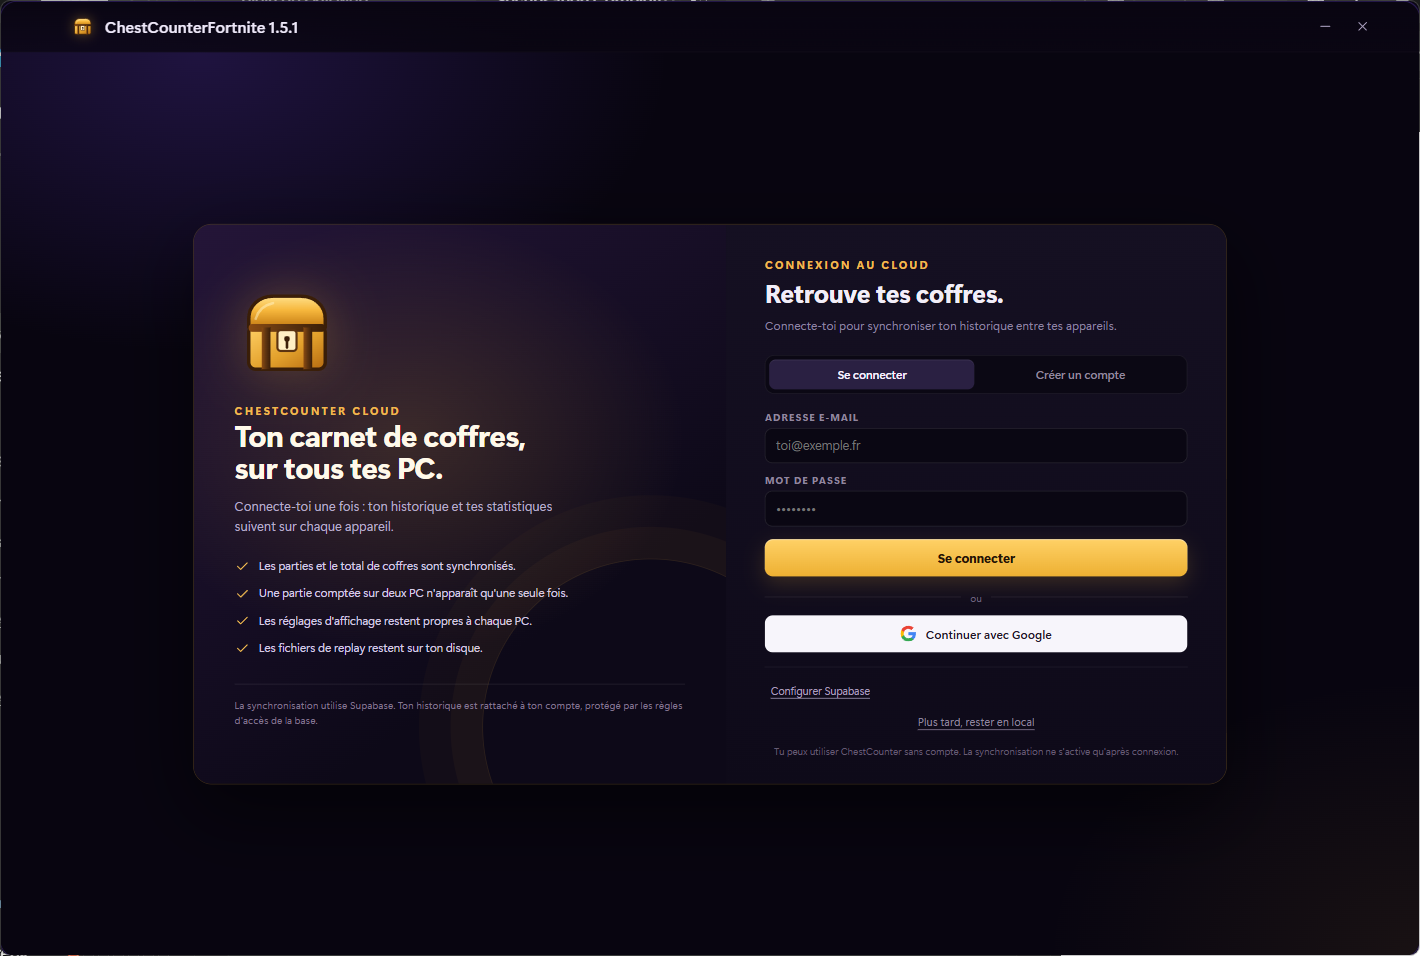 ChestCounterFortnite 1.5.1
CHESTCOUNTER CLOUD
Ton carnet de coffres,
sur tous tes PC.
Connecte-toi une fois : ton historique et tes statistiques
suivent sur chaque appareil.
Les parties et le total de coffres sont synchronisés.
Une partie comptée sur deux PC n'apparaît qu'une seule fois.
Les réglages d'affichage restent propres à chaque PC.
Les fichiers de replay restent sur ton disque.
La synchronisation utilise Supabase. Ton historique est rattaché à ton compte, protégé par les règles
d'accès de la base.
CONNEXION AU CLOUD
Retrouve tes coffres.
Connecte-toi pour synchroniser ton historique entre tes appareils.
Se connecter
Créer un compte
ADRESSE E-MAIL
toi@exemple.fr
MOT DE PASSE
••••••••
Se connecter
ou
Continuer avec Google
Configurer Supabase
Plus tard, rester en local
Tu peux utiliser ChestCounter sans compte. La synchronisation ne s'active qu'après connexion.